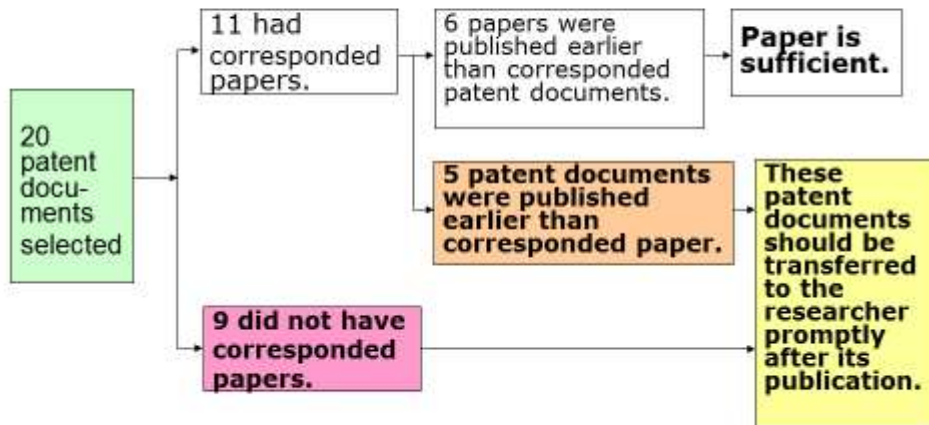 20
patent
docu-
ments
selected
11 had
corresponded
papers.
6 papers were
published earlier
than corresponded
patent documents.
Paper is
sufficient.
5 patent documents
were published
earlier than
corresponded paper.
9 did not have
corresponded
papers.
These
patent
documents
should be
transferred
to the
researcher
promptly
after its
publication.